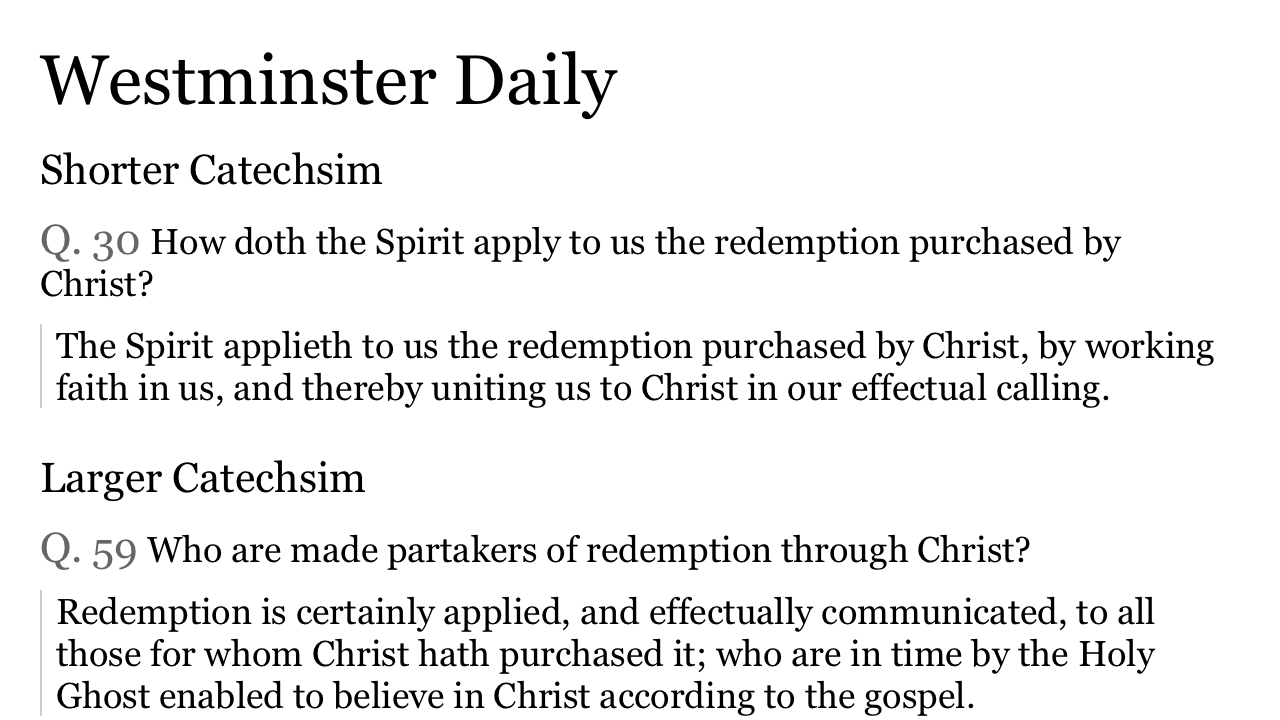 Westminster Daily
Shorter Catechsim
Q. 30 How doth the Spirit apply to us the redemption purchased by
Christ?
The Spirit applieth to us the redemption purchased by Christ, by working
faith in us, and thereby uniting us to Christ in our effectual calling.
Larger Catechsim
Q. 59 Who are made partakers of redemption through Christ?
Redemption is certainly applied, and effectually communicated, to all
those for whom Christ hath purchased it; who are in time by the Holy
Ghost enabled to believe in Christ according to the gospel.